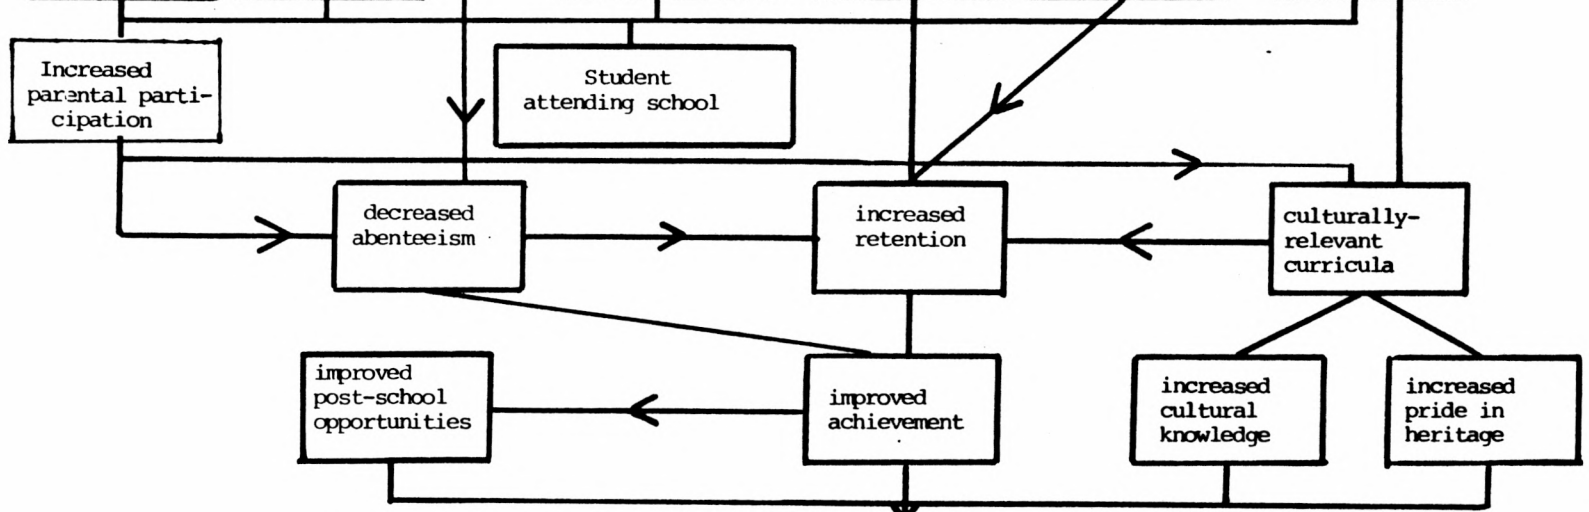 Increased
parental parti-
cipation
Student
attending school
decreased
abenteeism
increased
retention
culturally-
relevant
curricula
improved
post-school
opportunities
improved
achievement
increased
cultural
knowledge
increased
pride in
heritage